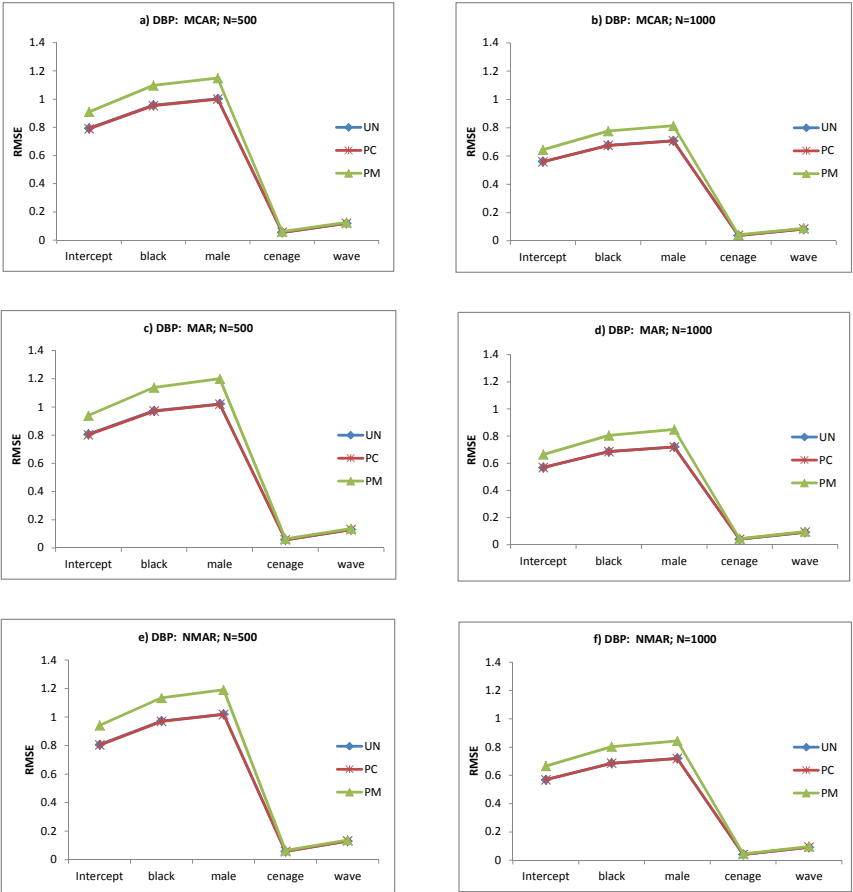 a) DBP: MCAR; N=500
1.4
1.2
1
0.8
0.6
0.4
0.2
0
RMSE
Intercept black male cenage wave
UN
PC
PM
b) DBP: MCAR; N=1000
1.4
1.2
1
0.8
0.6
0.4
0.2
0
RMSE
Intercept black male cenage wave
UN
PC
PM
c) DBP: MAR; N=500
1.4
1.2
1
0.8
0.6
0.4
0.2
0
RMSE
Intercept black male cenage wave
UN
PC
PM
d) DBP: MAR; N=1000
1.4
1.2
1
0.8
0.6
0.4
0.2
0
RMSE
Intercept black male cenage wave
UN
PC
PM
e) DBP: NMAR; N=500
1.4
1.2
1
0.8
0.6
0.4
0.2
0
RMSE
Intercept black male cenage wave
UN
PC
PM
f) DBP: NMAR; N=1000
1.4
1.2
1
0.8
0.6
0.4
0.2
0
RMSE
Intercept black male cenage wave
UN
PC
PM